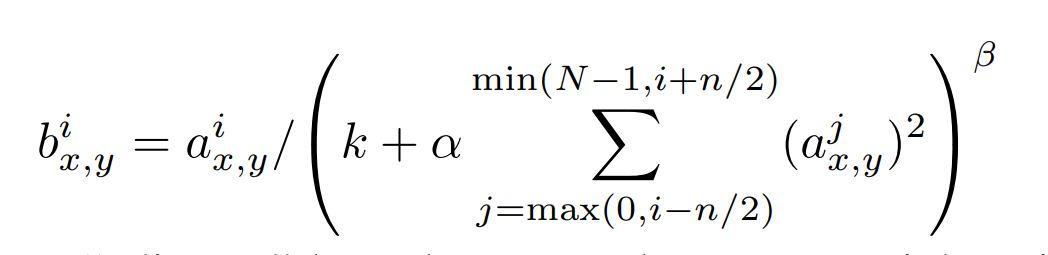 b^i_{x,y} = a^i_{x,y} / \left( k + \alpha \sum_{j=\max(0,i-n/2)}^{\min(N-1,i+n/2)} (a^j_{x,y})^2 \right)^\beta